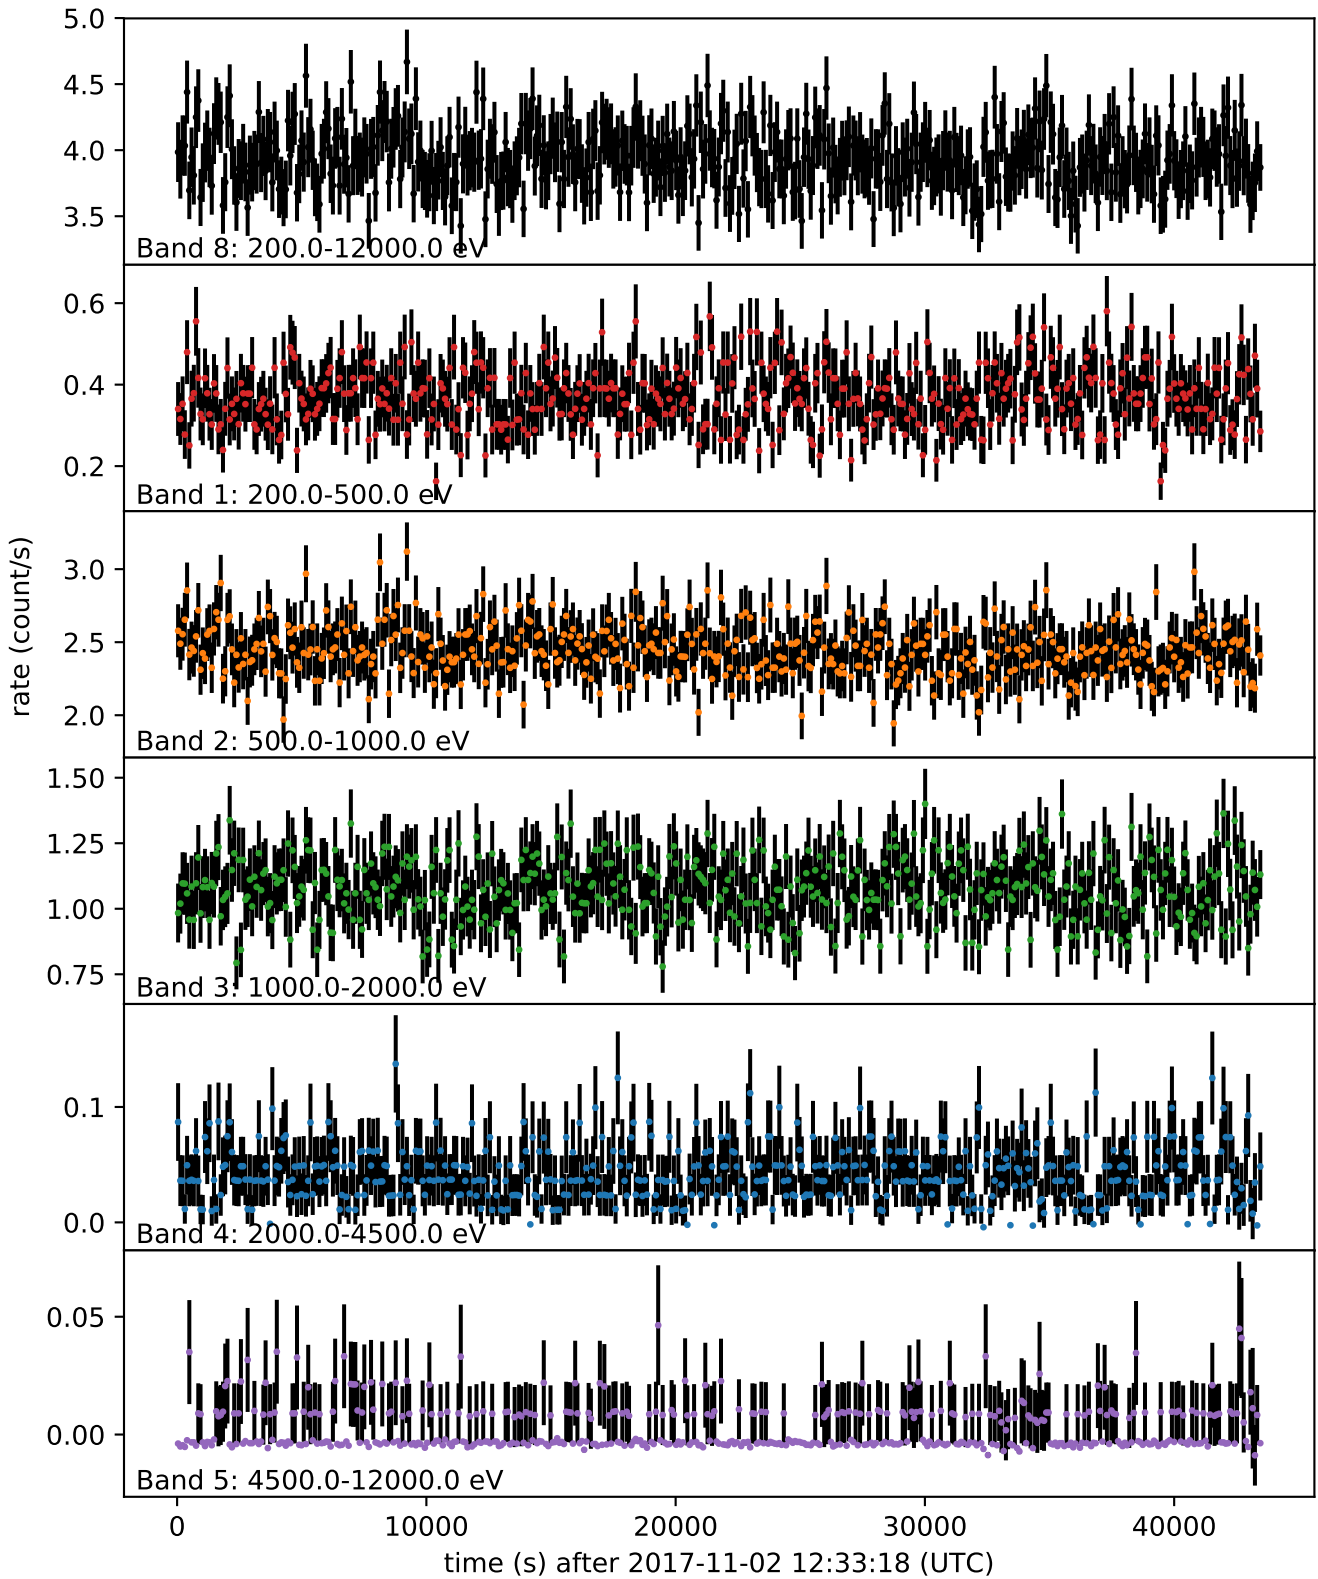 5.0
4.5
4.0
3.5
Band 8: 200.0-12000.0 eV
0.6
0.4
0.2
Band 1: 200.0-500.0 eV
rate (count/s)
3.0
2.5
2.0
Band 2: 500.0-1000.0 eV
1.50
1.25
1.00
0.75
Band 3: 1000.0-2000.0 eV
0.1
0.0
Band 4: 2000.0-4500.0 eV
0.05
0.00
Band 5: 4500.0-12000.0 eV
0 10000 20000 30000 40000
time (s) after 2017-11-02 12:33:18 (UTC)